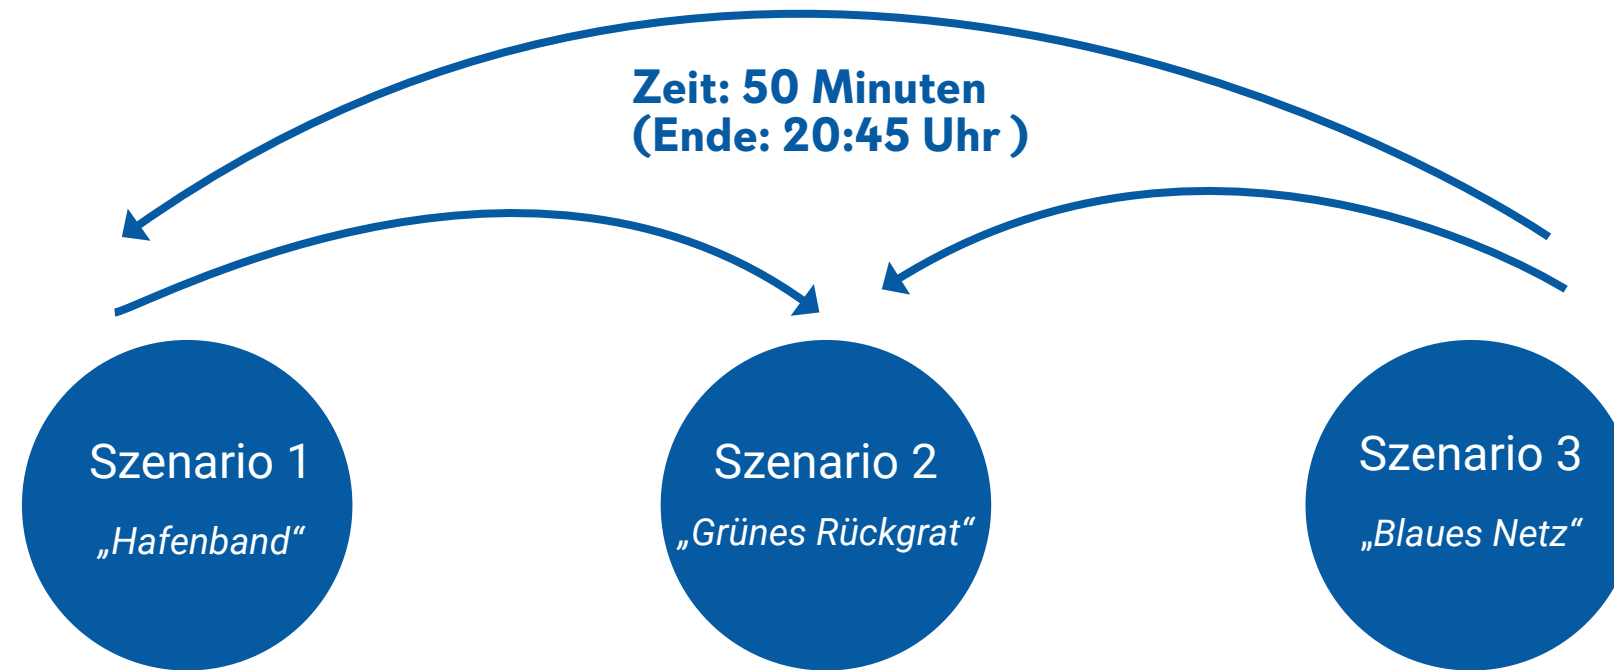 Zeit: 50 Minuten
(Ende: 20:45 Uhr )
Szenario 1
„Hafenband“
Szenario 2
„Grünes Rückgrat“
Szenario 3
„Blaues Netz“